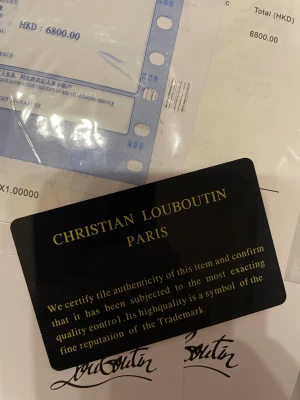 C
Total (HKD)
HKD : 6800.00
6800.00
X1.00000
CHRISTIAN LOUBOUTIN
PARIS
We certify file authenticity of this item and confirm
that it has been subjected to the most exacting
quality control .Its highquality is a symbol of the
fine reputation of the Trademark.
Louboutin